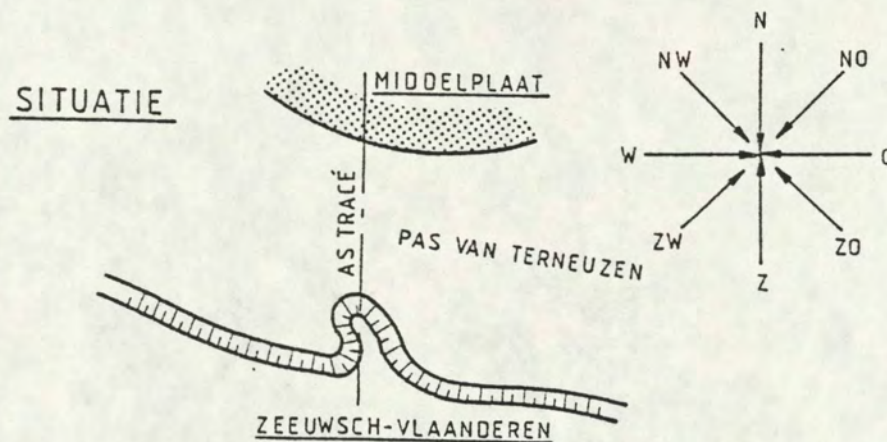 SITUATIE
MIDDELPLAAT
AS TRACÉ
PAS VAN TERNEUZEN
ZEEUWSCH-VLAANDEREN
N
NW
NO
W
O
ZW
ZO
Z